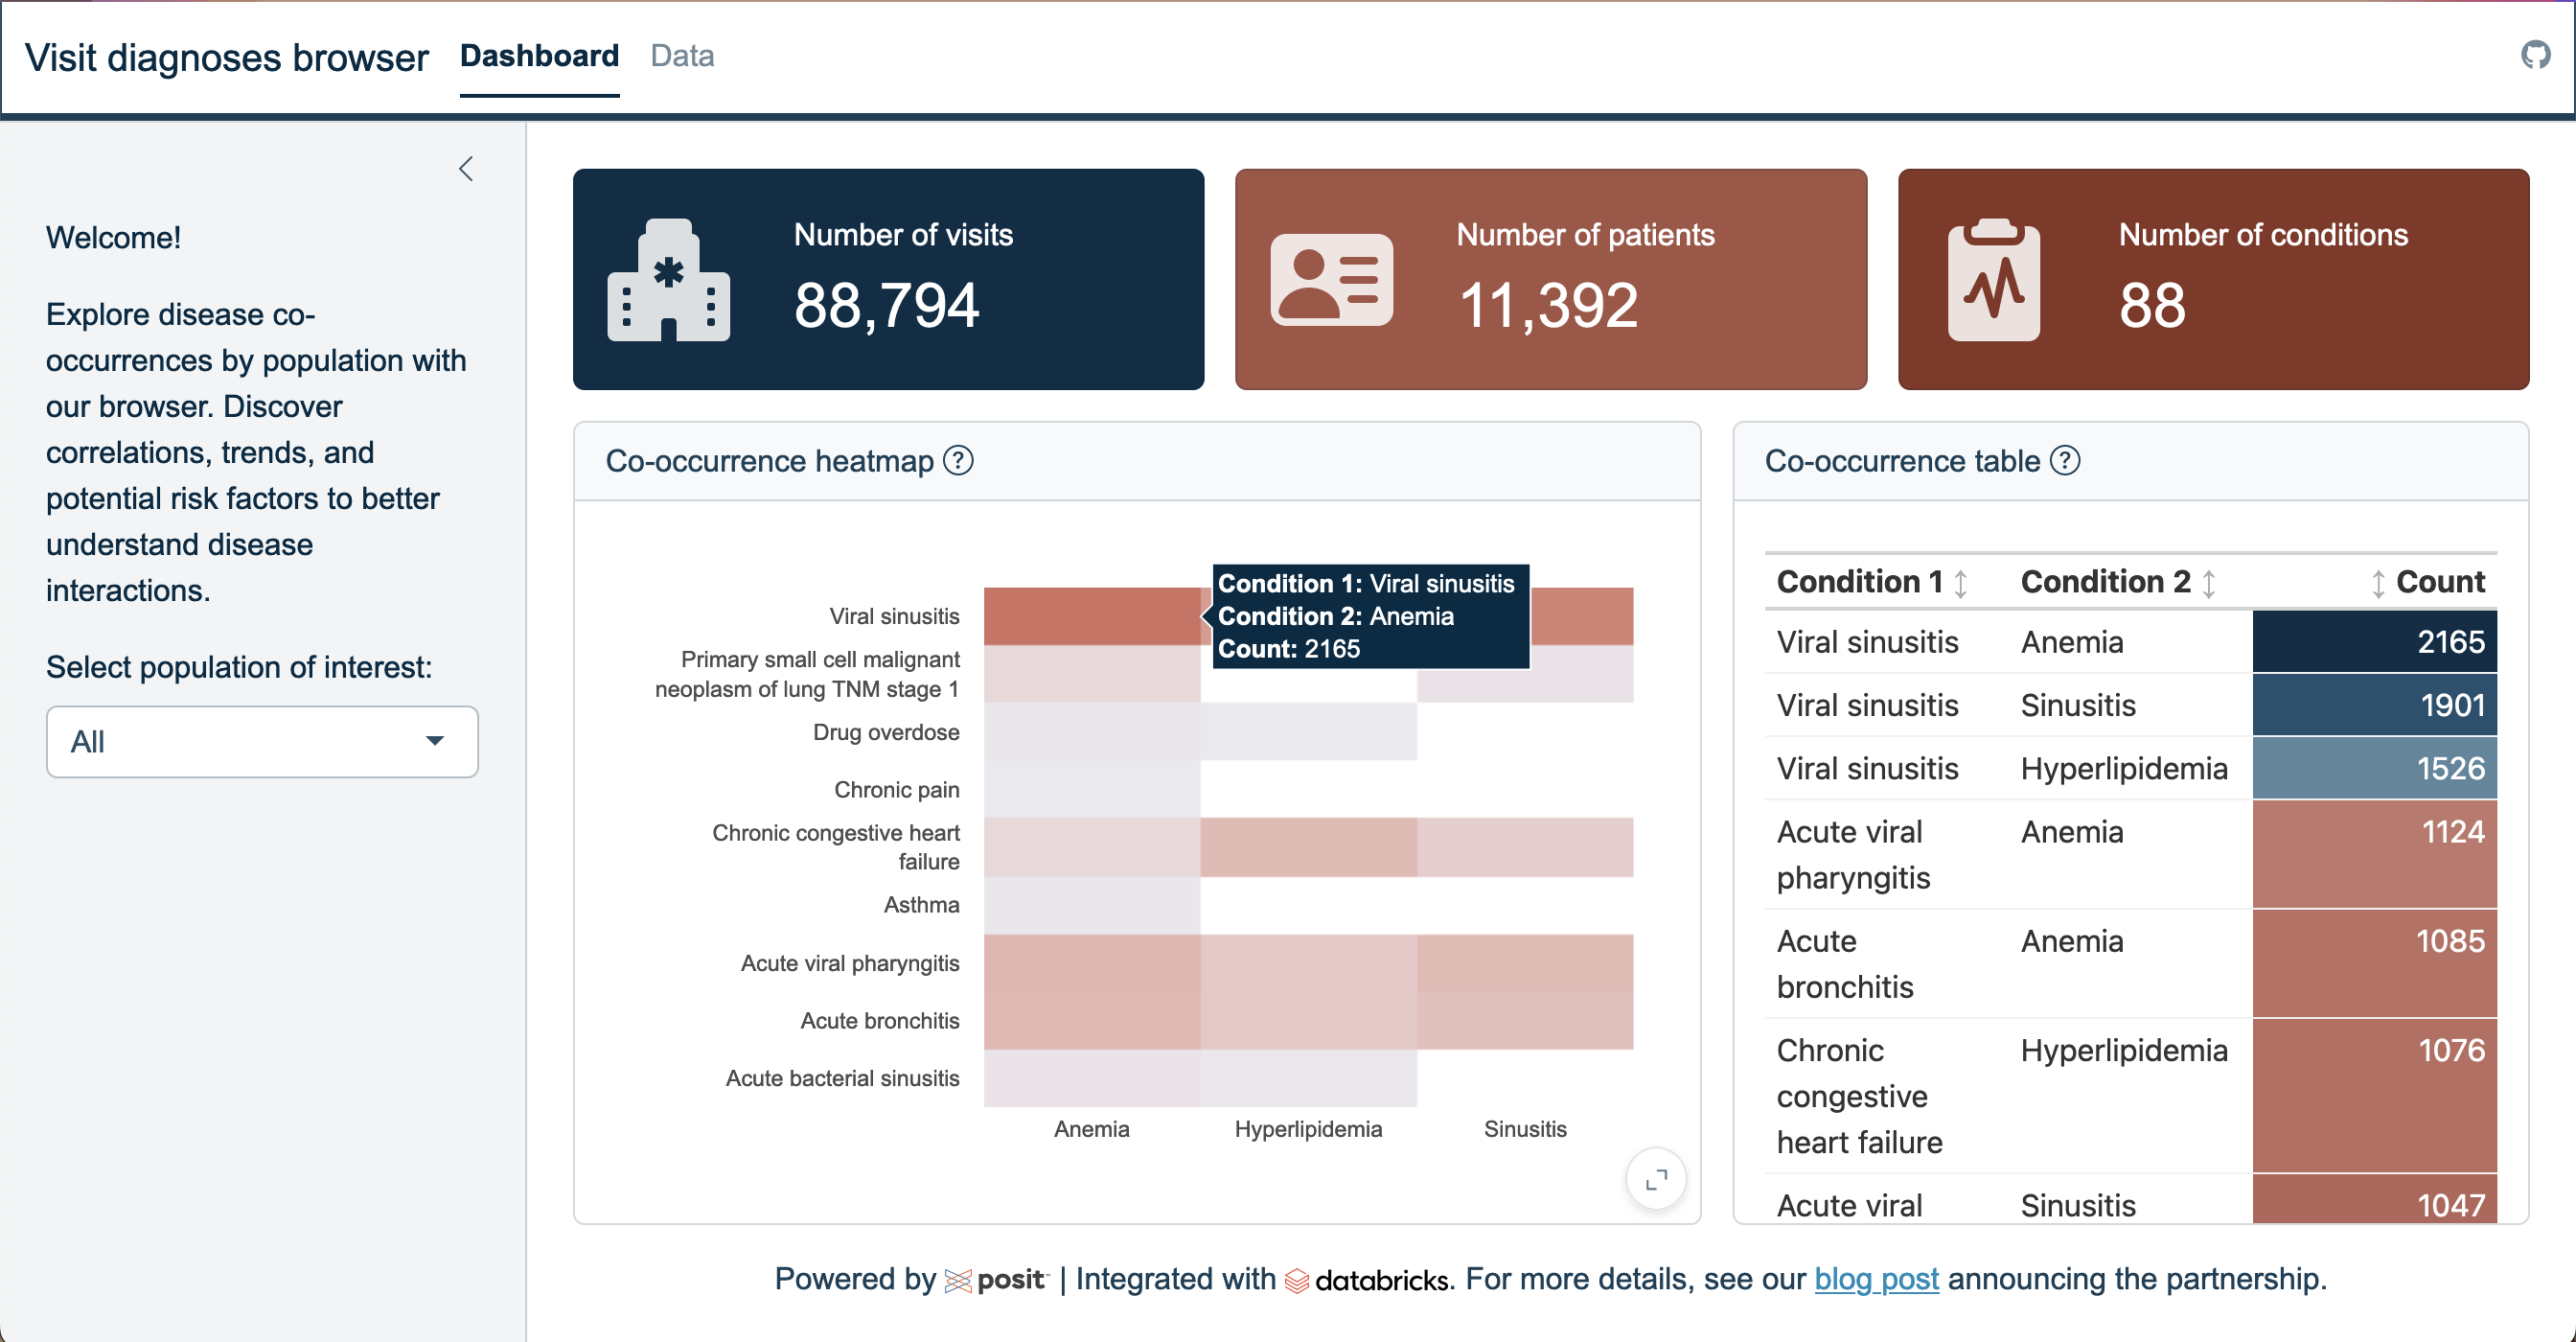 Visit diagnoses browser Dashboard Data
Welcome!
Explore disease co-
occurrences by population with
our browser. Discover
correlations, trends, and
potential risk factors to better
understand disease
interactions.
Select population of interest:
All
Number of visits
88,794
Number of patients
11,392
Number of conditions
88
Co-occurrence heatmap ?
Condition 1: Viral sinusitis
Condition 2: Anemia
Count: 2165
Viral sinusitis
Primary small cell malignant
neoplasm of lung TNM stage 1
Drug overdose
Chronic pain
Chronic congestive heart
failure
Asthma
Acute viral pharyngitis
Acute bronchitis
Acute bacterial sinusitis
Anemia Hyperlipidemia Sinusitis
Co-occurrence table ?
Condition 1 Condition 2 Count
Viral sinusitis Anemia 2165
Viral sinusitis Sinusitis 1901
Viral sinusitis Hyperlipidemia 1526
Acute viral Anemia 1124
pharyngitis
Acute Anemia 1085
bronchitis
Chronic Hyperlipidemia 1076
congestive
heart failure
Acute viral Sinusitis 1047
Powered by posit | Integrated with databricks. For more details, see our blog post announcing the partnership.